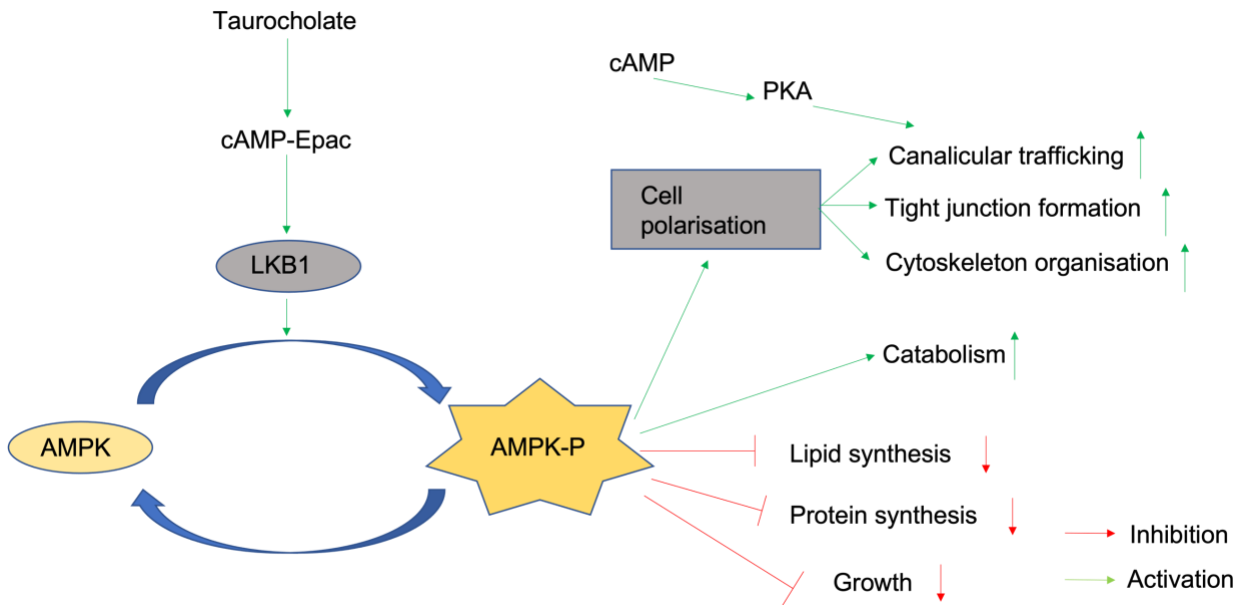 Taurocholate
cAMP-Epac
LKB1
AMPK
AMPK-P
cAMP
PKA
Cell
polarisation
Canalicular trafficking
Tight junction formation
Cytoskeleton organisation
Catabolism
Lipid synthesis
Protein synthesis
Growth
Inhibition
Activation